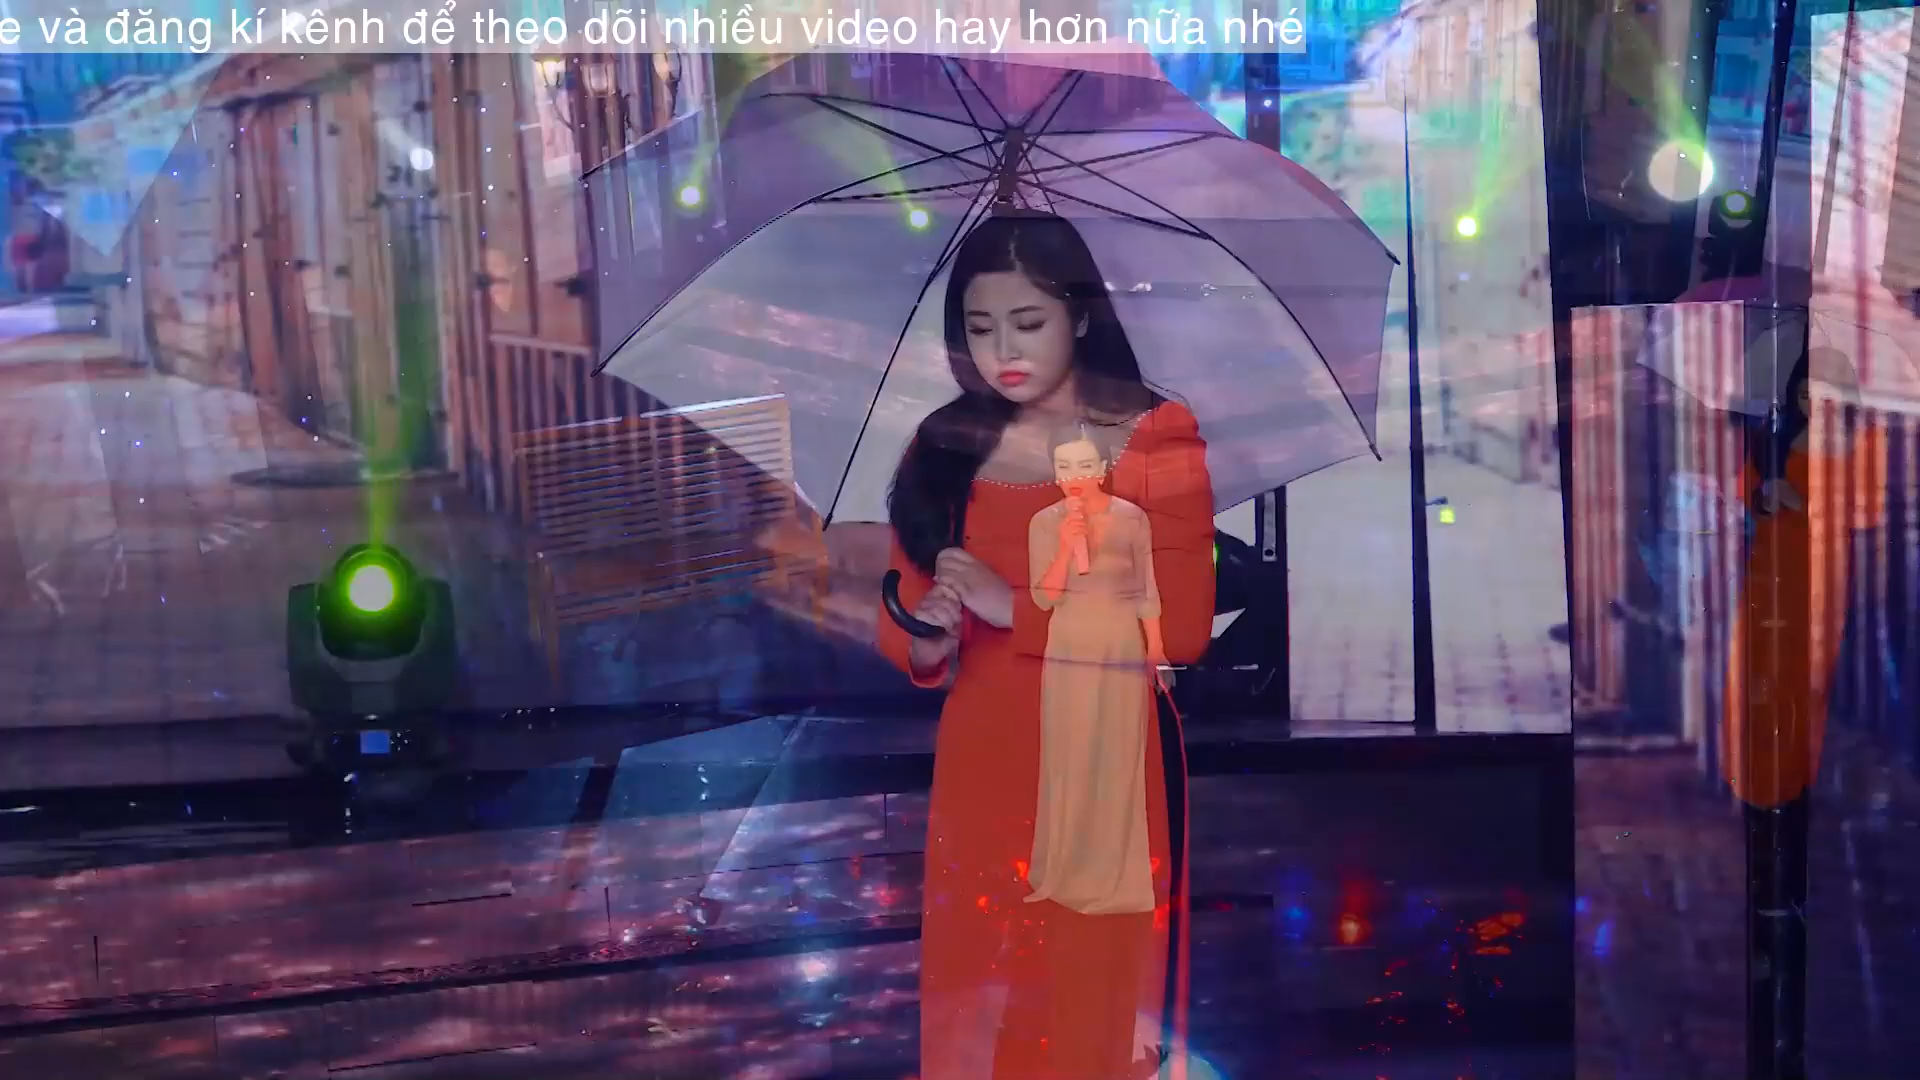 e và đăng kí kênh để theo dõi nhiều video hay hơn nữa nhé